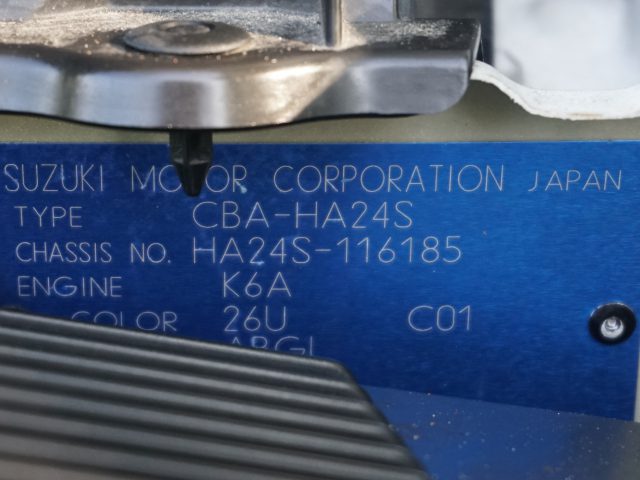 SUZUKI MOTOR CORPORATION JAPAN
TYPE CBA-HA24S
CHASSIS NO. HA24S-116185
ENGINE K6A
COLOR 26U C01